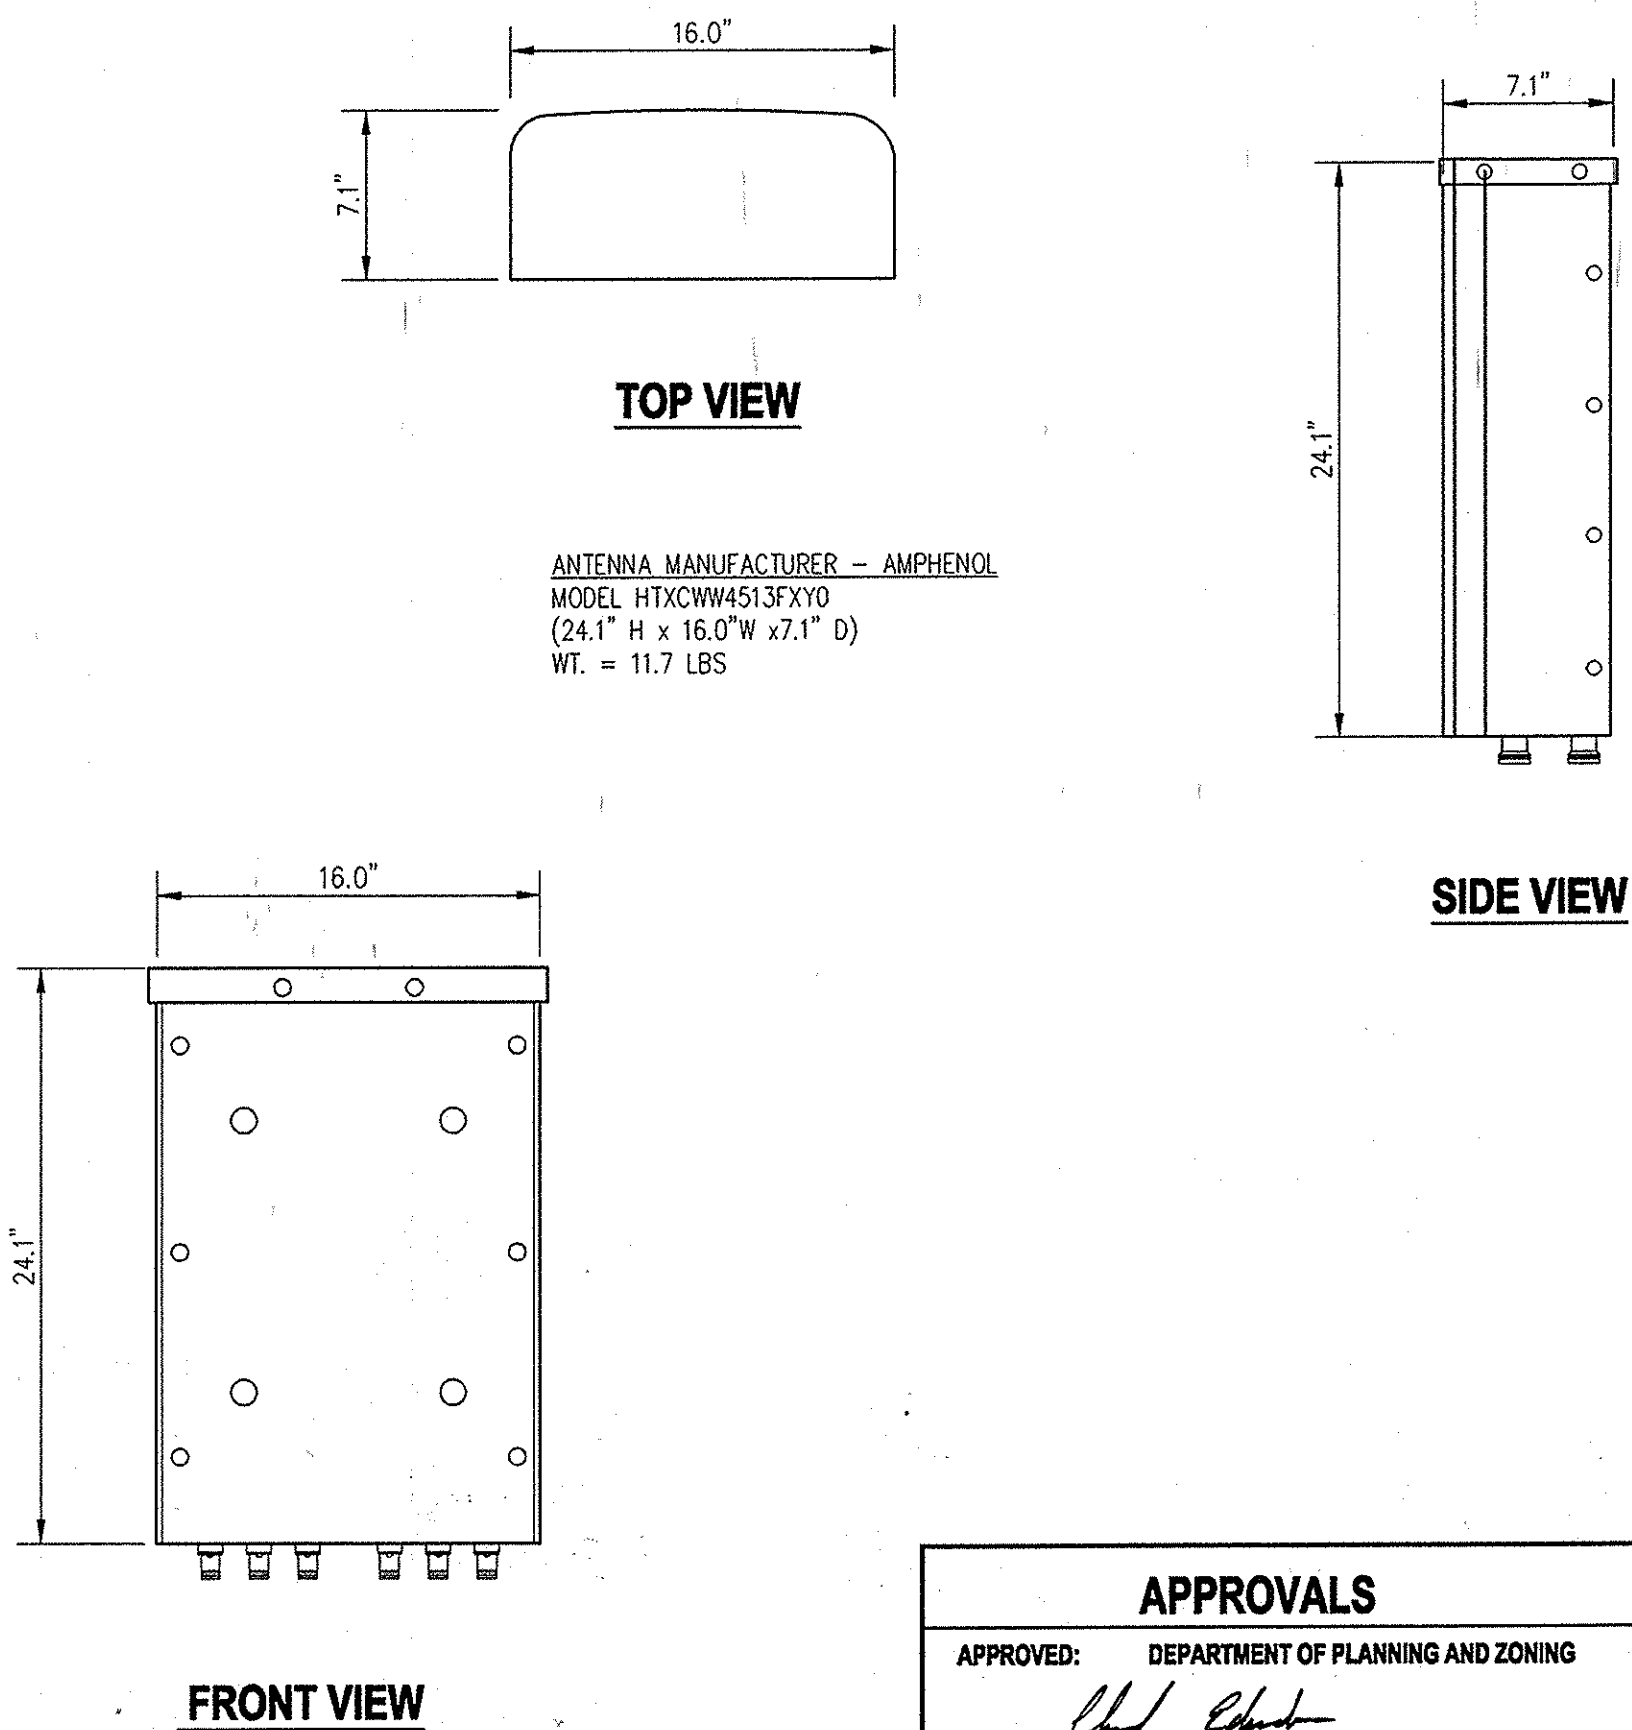 16.0"
7.1"
7.1"
TOP VIEW
24.1"
ANTENNA MANUFACTURER – AMPHENOL
MODEL HTXCWW4513FXY0
(24.1" H x 16.0"W x7.1" D)
WT. = 11.7 LBS
SIDE VIEW
16.0"
24.1"
FRONT VIEW
APPROVALS
APPROVED: DEPARTMENT OF PLANNING AND ZONING